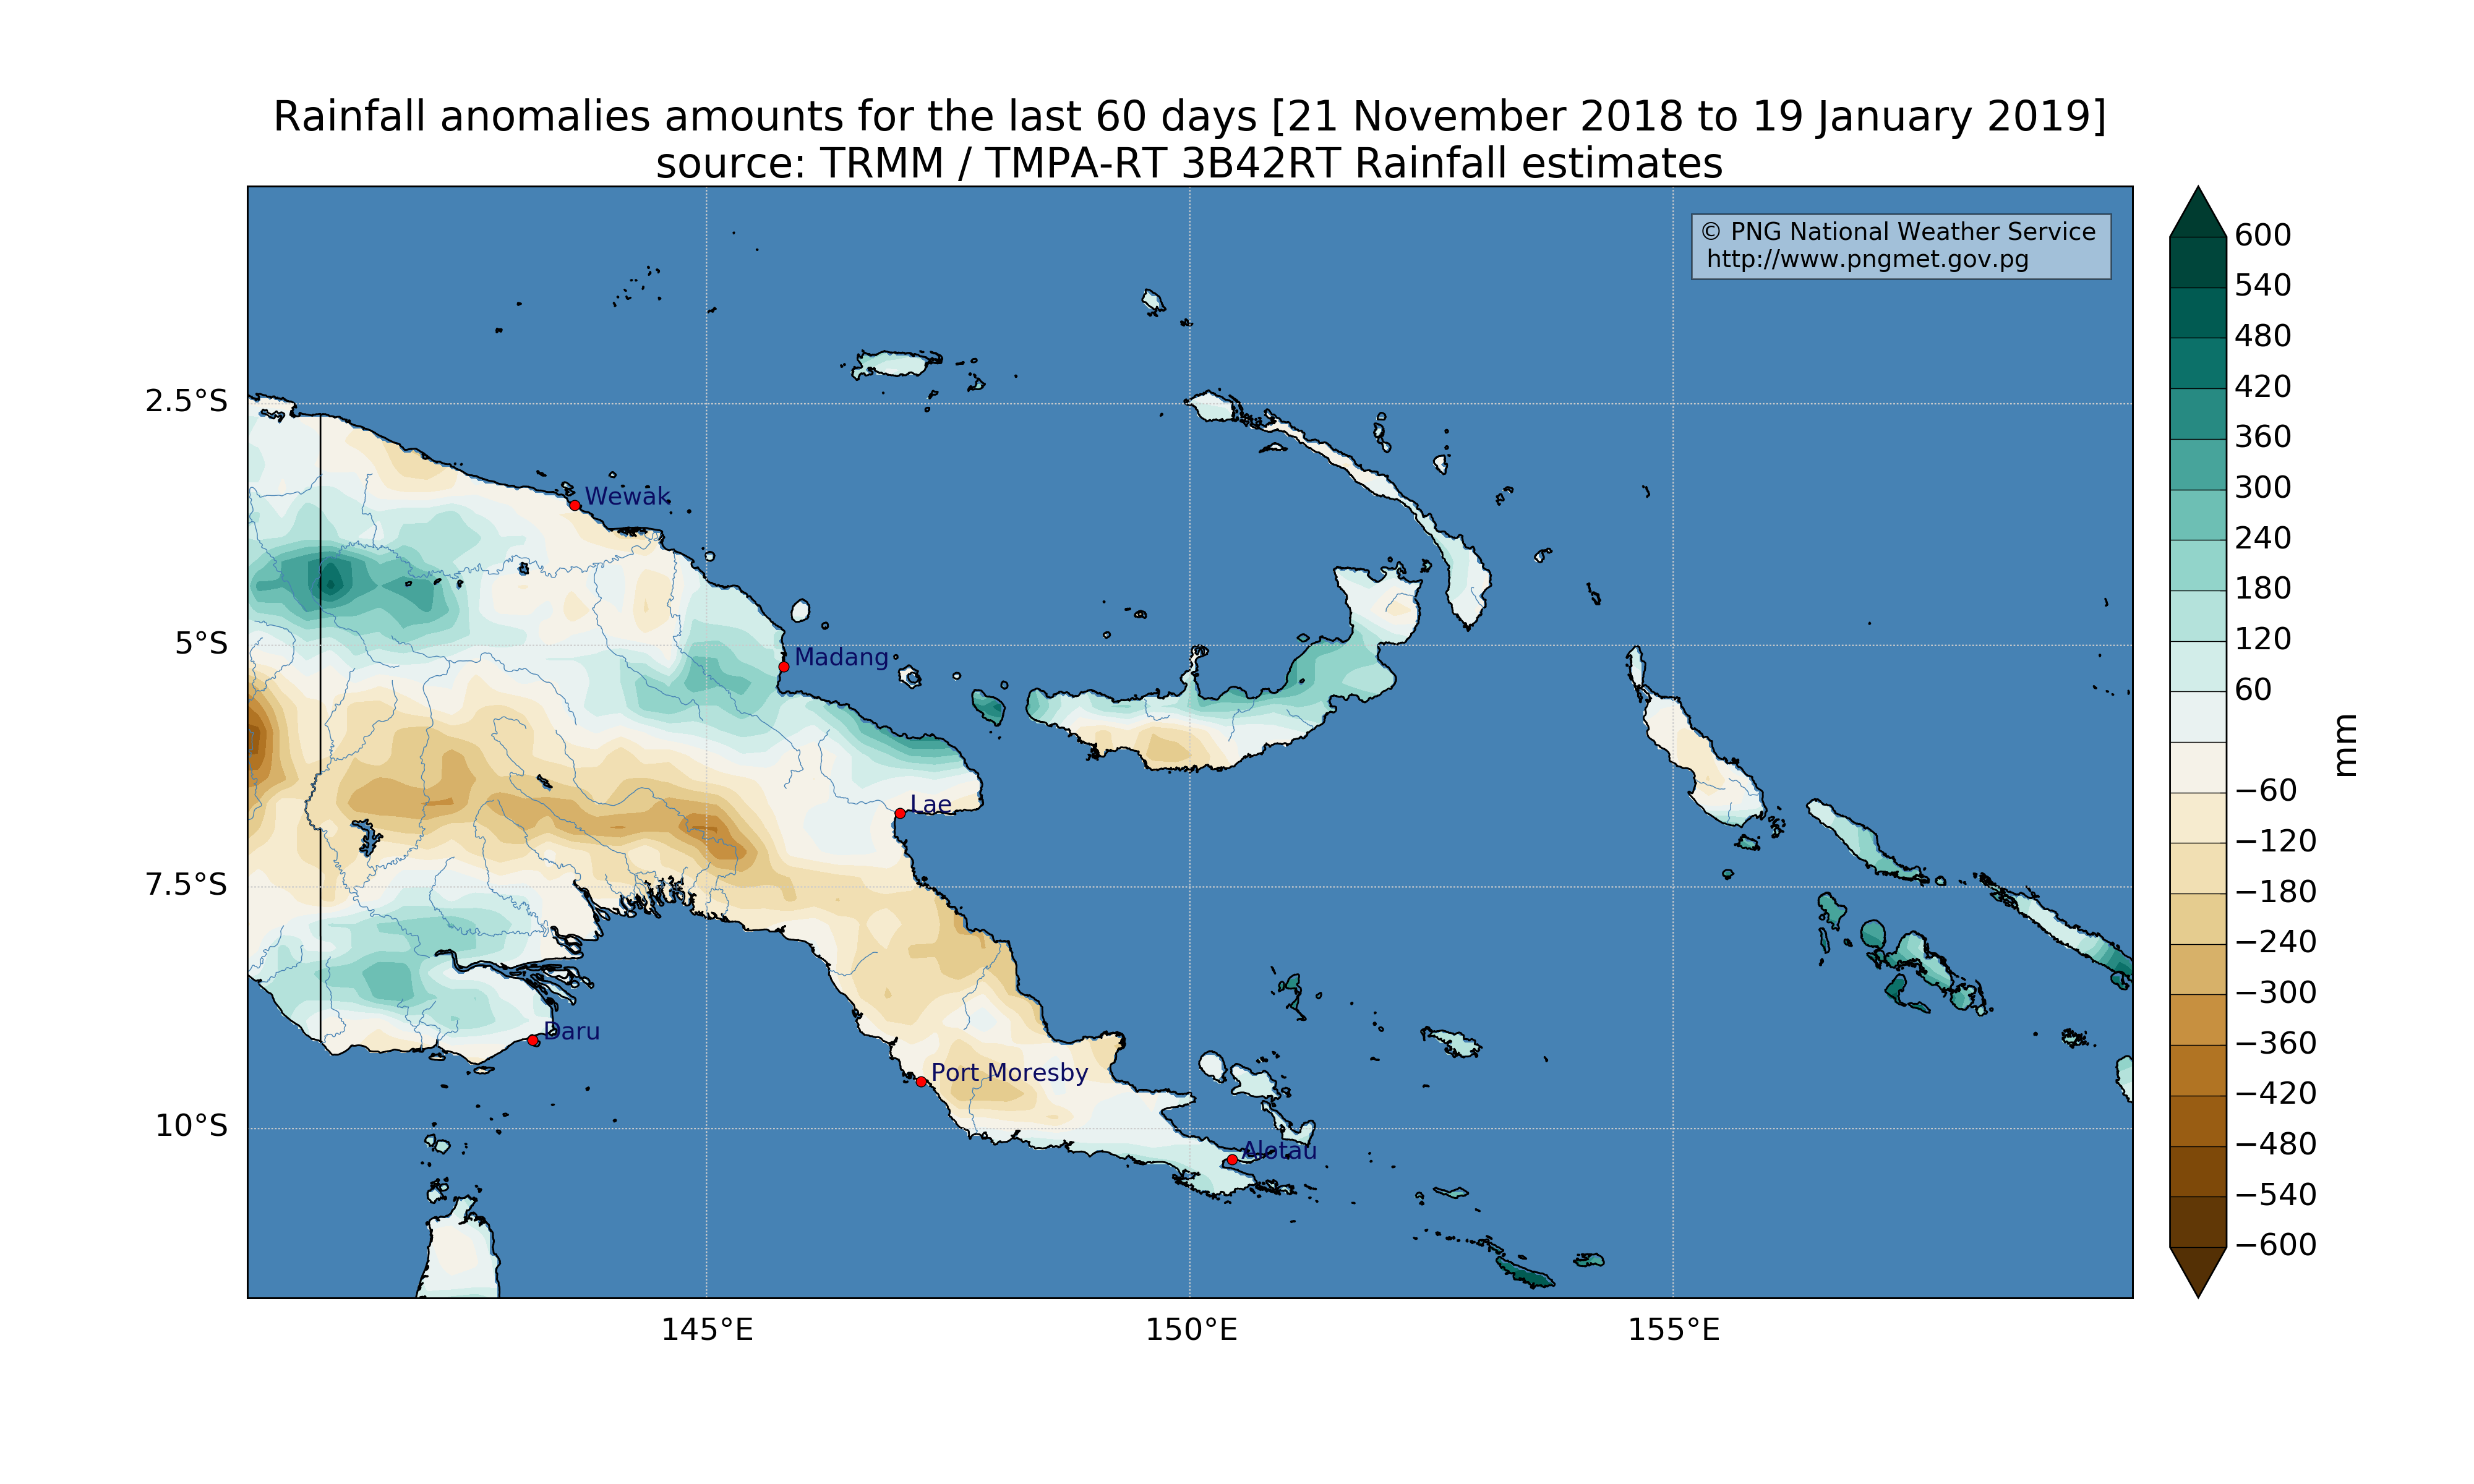 Rainfall anomalies amounts for the last 60 days [21 November 2018 to 19 January 2019]
source: TRMM / TMPA-RT 3B42RT Rainfall estimates
© PNG National Weather Service
http://www.pngmet.gov.pg
600
540
480
420
360
300
240
180
120
60
−60
−120
−180
−240
−300
−360
−420
−480
−540
−600
mm
2.5°S
5°S
7.5°S
10°S
Wewak
Madang
Lae
Daru
Port Moresby
Alotau
145°E
150°E
155°E